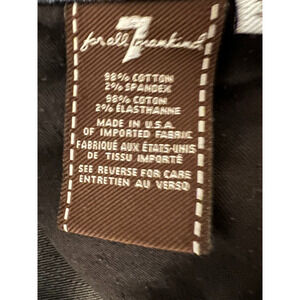 7
for all mankind
98% COTTON
2% SPANDEX
98% COTON
2% ELASTHANNE
MADE IN U.S.A.
OF IMPORTED FABRIC
FABRIQUÉ AUX ÉTATS-UNIS
DE TISSU IMPORTÉ
SEE REVERSE FOR CARE
ENTRETIEN AU VERSO